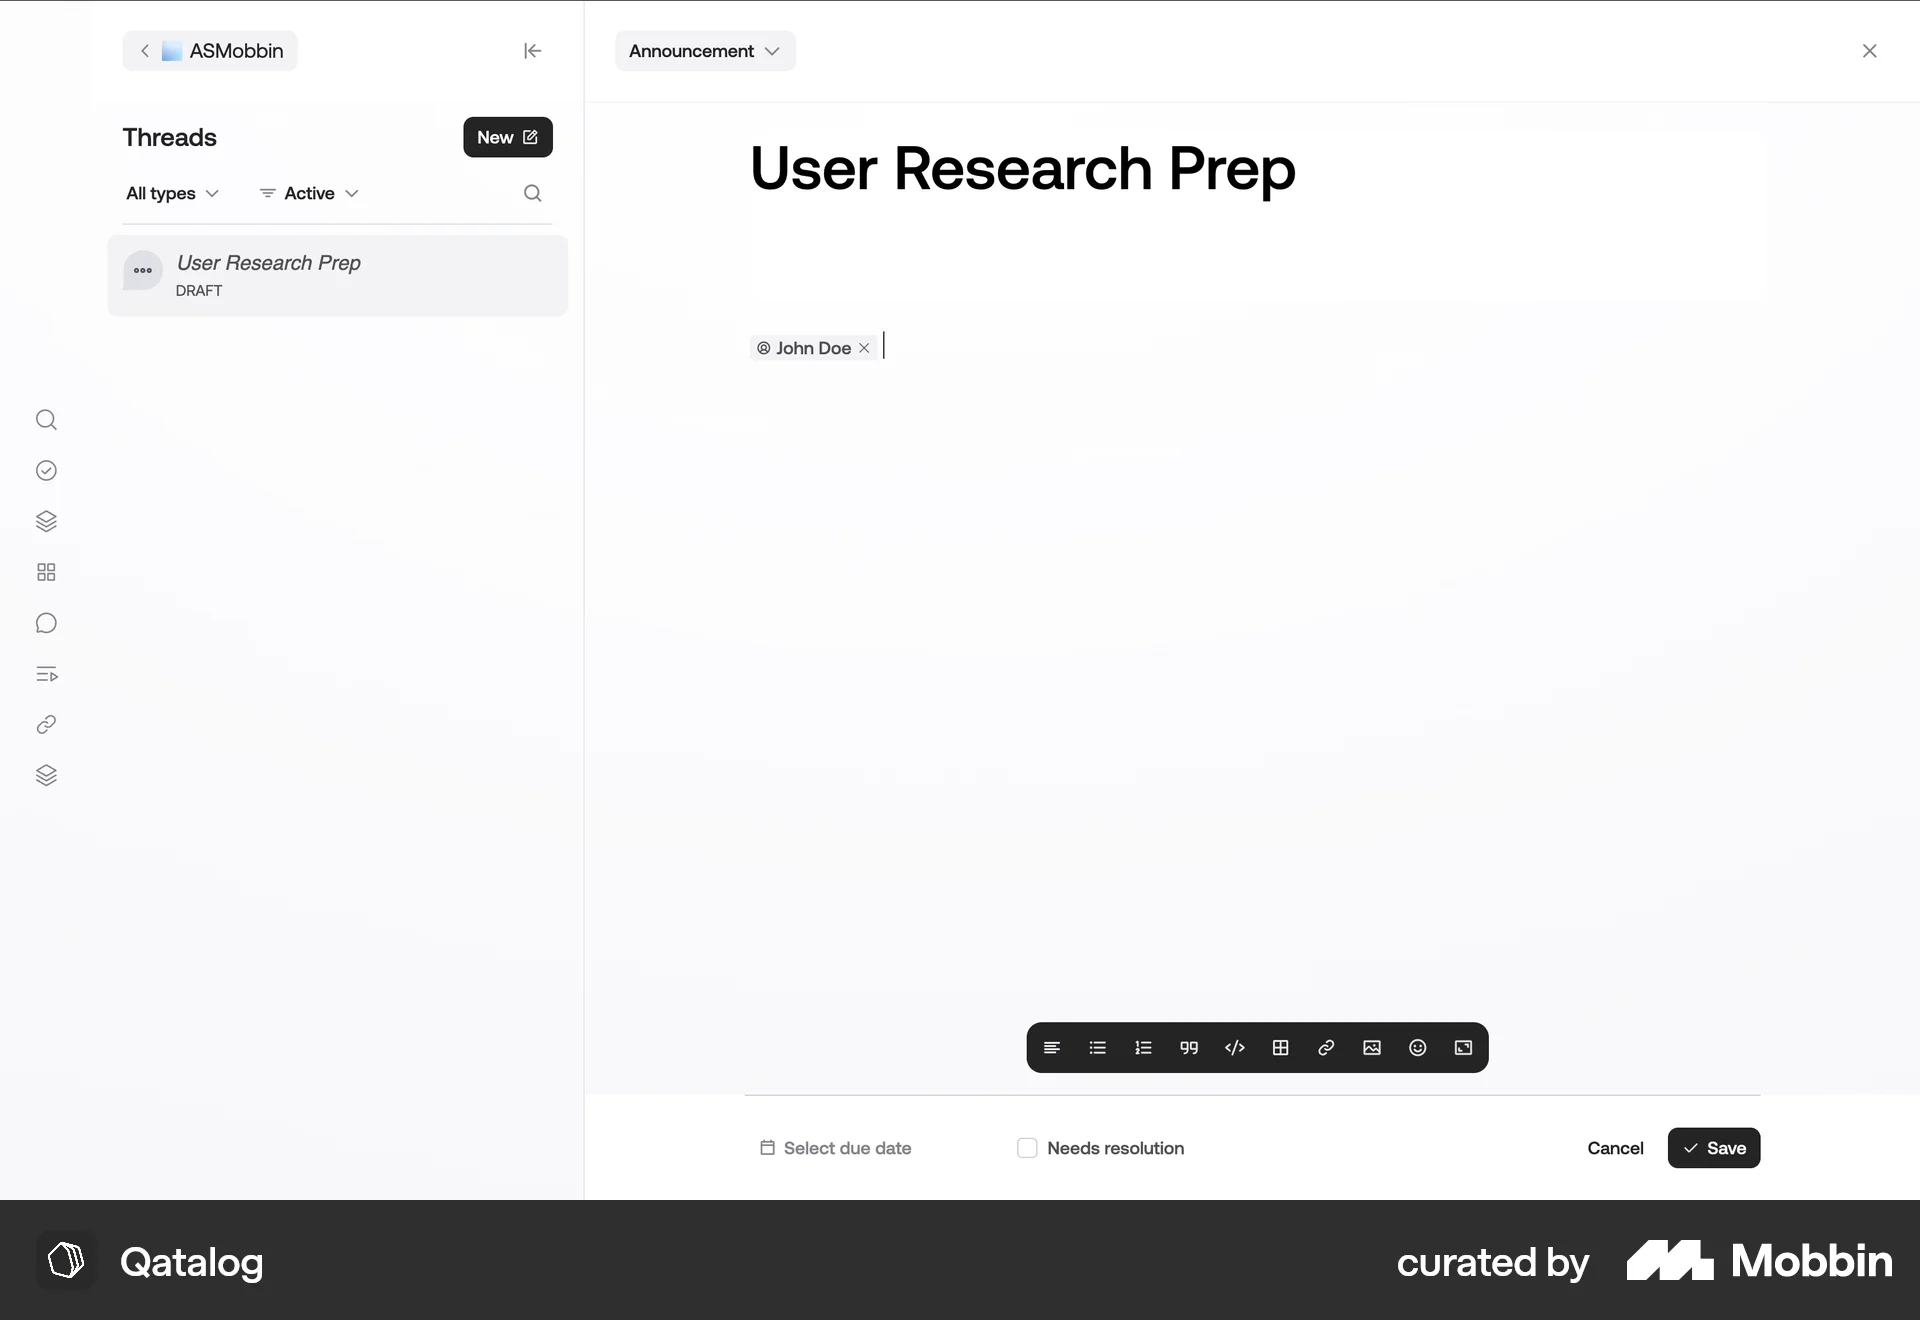 ASMobbin
Announcement
Threads
New
All types
Active
User Research Prep
DRAFT
User Research Prep
John Doe
Select due date
Needs resolution
Cancel
Save
Qatalog
curated by
Mobbin